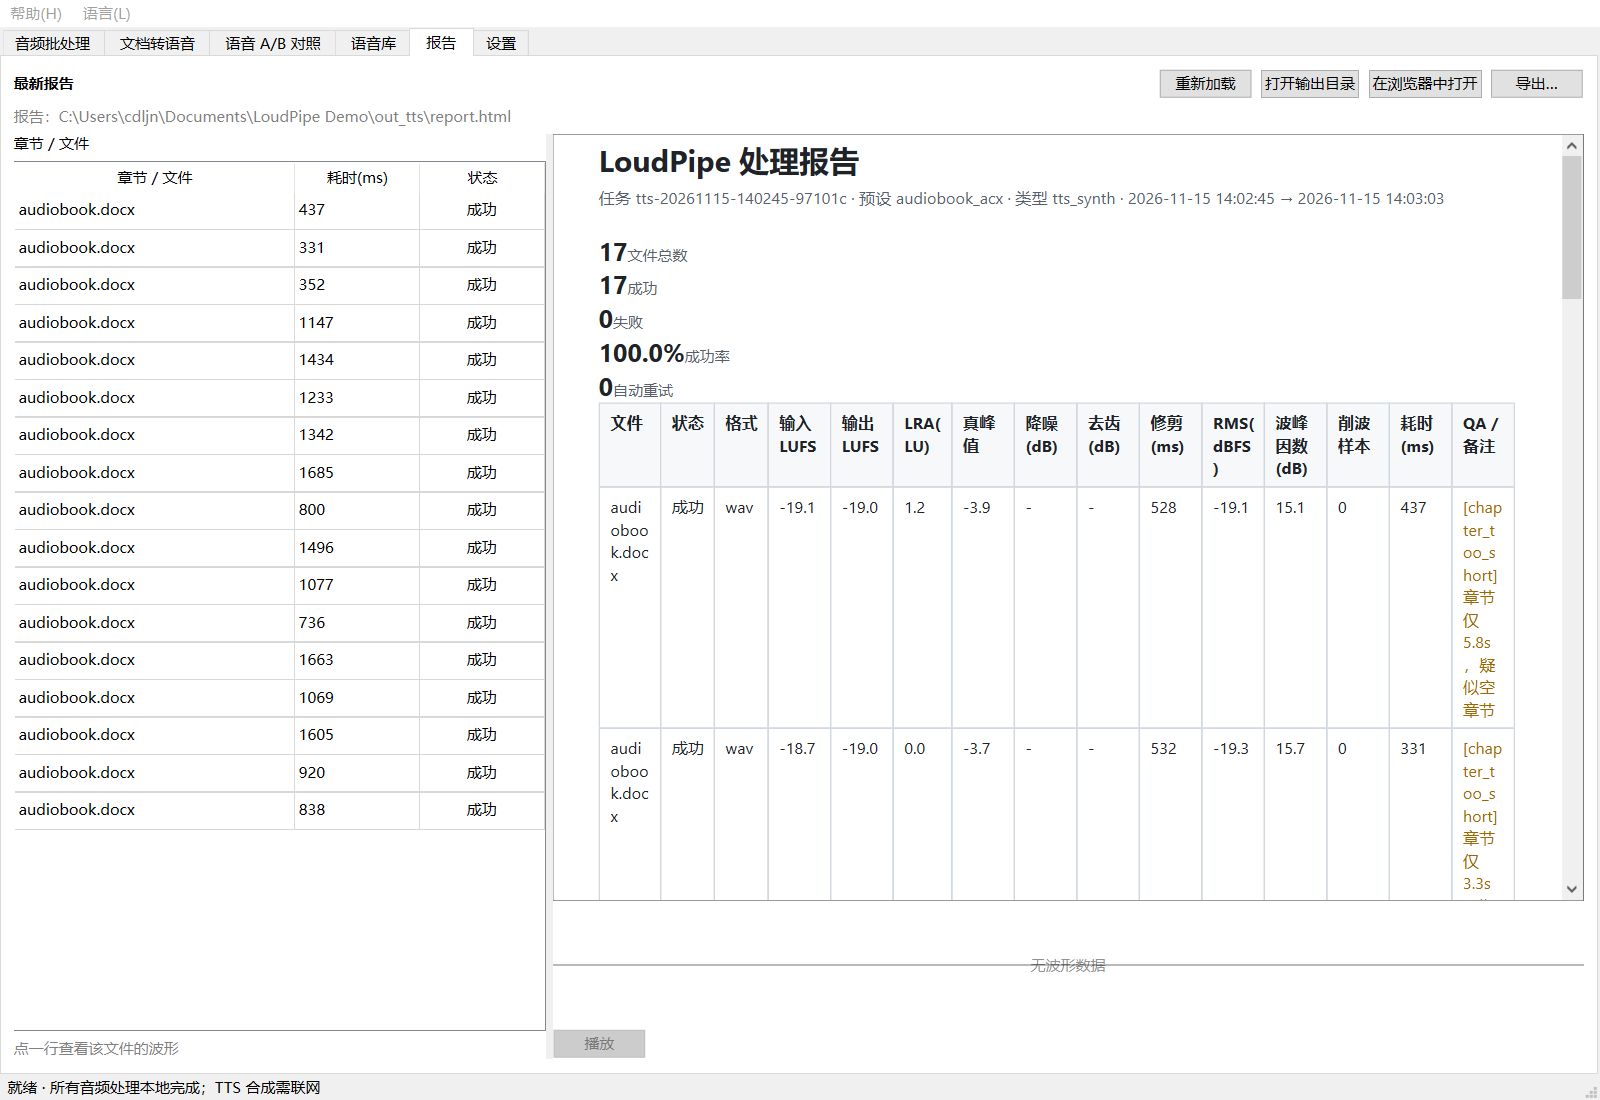 帮助(H) 语言(L)
音频批处理 文档转语音 语音 A/B 对照 语音库 报告 设置
最新报告
重新加载 打开输出目录 在浏览器中打开 导出...
报告：C:\Users\cdljn\Documents\LoudPipe Demo\out_tts\report.html
章节 / 文件
章节 / 文件 耗时(ms) 状态
audiobook.docx 437 成功
audiobook.docx 331 成功
audiobook.docx 352 成功
audiobook.docx 1147 成功
audiobook.docx 1434 成功
audiobook.docx 1233 成功
audiobook.docx 1342 成功
audiobook.docx 1685 成功
audiobook.docx 800 成功
audiobook.docx 1496 成功
audiobook.docx 1077 成功
audiobook.docx 736 成功
audiobook.docx 1663 成功
audiobook.docx 1069 成功
audiobook.docx 1605 成功
audiobook.docx 920 成功
audiobook.docx 838 成功
点一行查看该文件的波形
LoudPipe 处理报告
任务 tts-20261115-140245-97101c · 预设 audiobook_acx · 类型 tts_synth · 2026-11-15 14:02:45 → 2026-11-15 14:03:03
17文件总数
17成功
0失败
100.0%成功率
0自动重试
文件 状态 格式 输入 输出 LRA( 真峰 降噪 去齿 修剪 RMS( 波峰 削波 耗时 QA /
LUFS LUFS LU) 值 (dB) (dB) (ms) dBFS 因数 样本 (ms) 备注
) (dB)
audi 成功 wav -19.1 -19.0 1.2 -3.9 - - 528 -19.1 15.1 0 437 [chap
oboo ter_t
k.doc oo_s
x hort]
章节
仅
5.8s
，疑
似空
章节
audi 成功 wav -18.7 -19.0 0.0 -3.7 - - 532 -19.3 15.7 0 331 [chap
oboo ter_t
k.doc oo_s
x hort]
章节
仅
3.3s
无波形数据
播放
就绪 · 所有音频处理本地完成；TTS 合成需联网